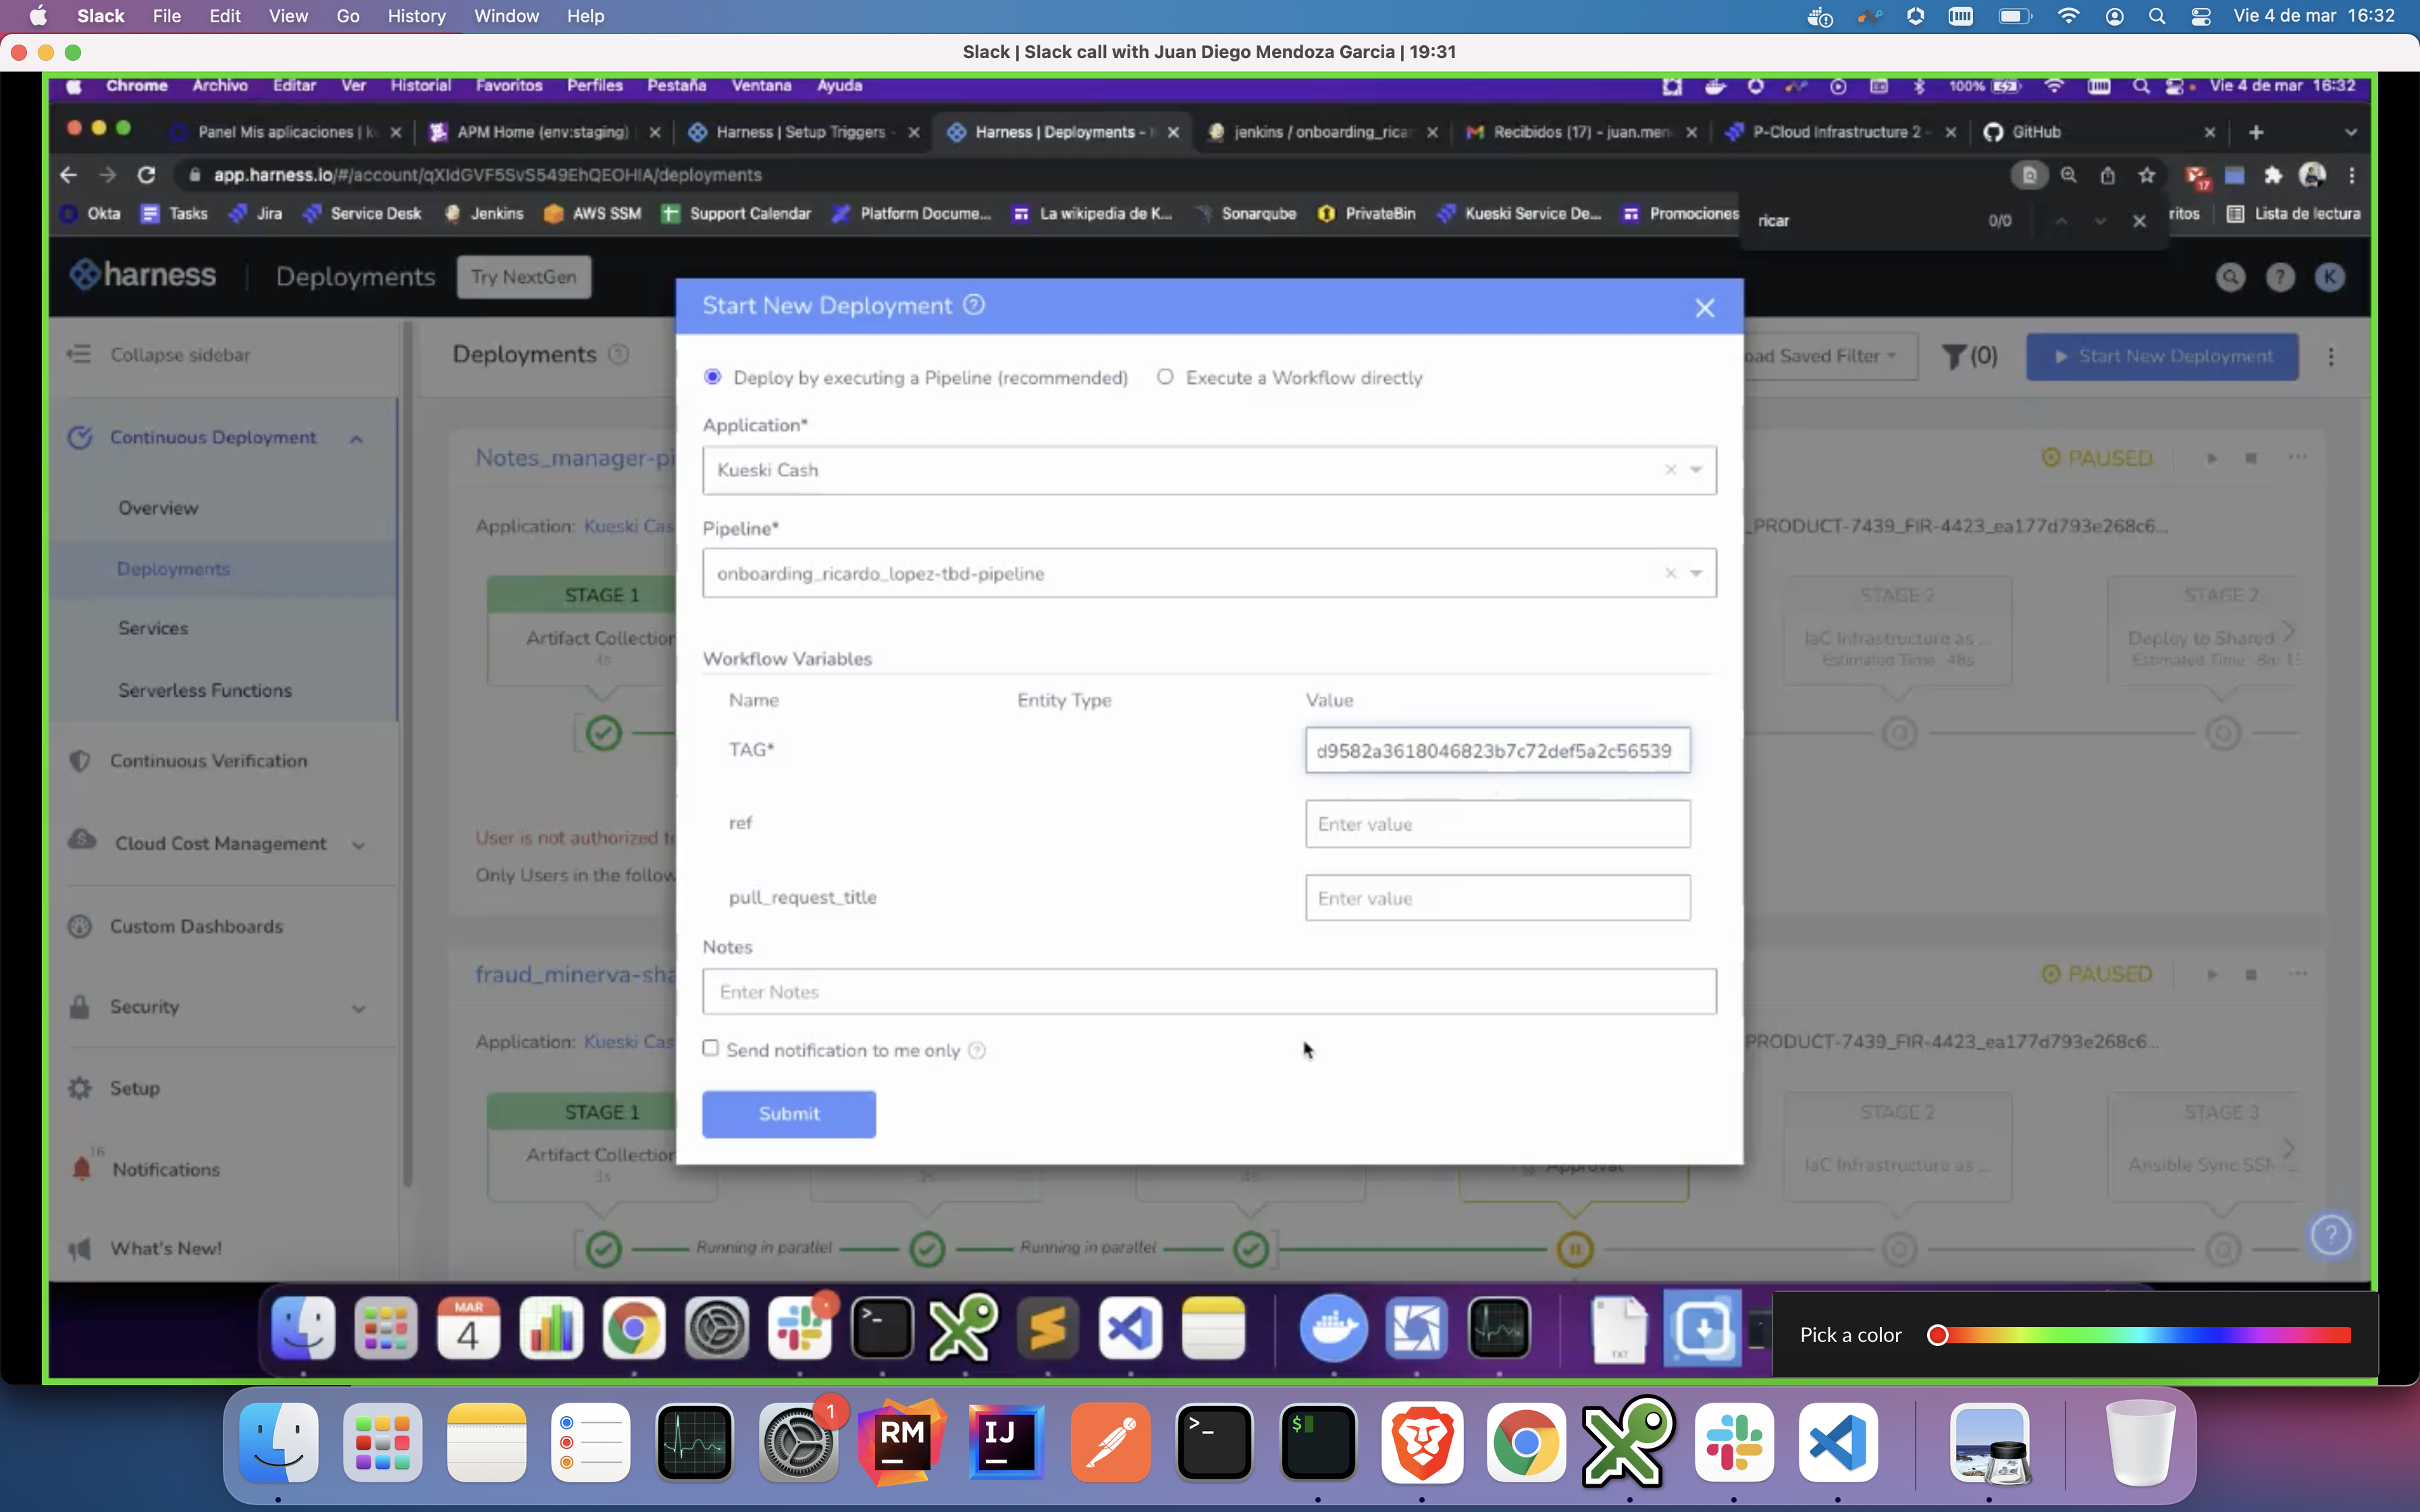 Slack File Edit View Go History Window Help Vie 4 de mar 16:32
Slack | Slack call with Juan Diego Mendoza Garcia | 19:31
Chrome Archivo Editar Ver Historial Favoritos Perfiles Pestaña Ventana Ayuda 100% Vie 4 de mar 16:32
Panel Mis aplicaciones | k APM Home (env:staging) Harness | Setup Triggers - Harness | Deployments - jenkins / onboarding_ricar Recibidos (17) - juan.men P-Cloud Infrastructure 2 - GitHub
app.harness.io/#/account/qXIdGVF5SvS549EhQEOHIA/deployments 17
Okta Tasks Jira Service Desk Jenkins AWS SSM Support Calendar Platform Docume... La wikipedia de K... Sonarqube PrivateBin Kueski Service De... Promociones ritos Lista de lectura
ricar 0/0
harness Deployments Try NextGen ? K
Start New Deployment ?
Collapse sidebar
Deployments ?
oad Saved Filter (0) Start New Deployment
Deploy by executing a Pipeline (recommended) Execute a Workflow directly
Application*
Kueski Cash
Pipeline*
onboarding_ricardo_lopez-tbd-pipeline
Workflow Variables
Name Entity Type Value
TAG* d9582a3618046823b7c72def5a2c56539
ref Enter value
pull_request_title Enter value
Notes
Enter Notes
Send notification to me only ?
Submit
Continuous Deployment
Overview
Deployments
Services
Serverless Functions
Continuous Verification
Cloud Cost Management
Custom Dashboards
Security
Setup
16
Notifications
What's New!
Notes_manager-pi PAUSED
Application: Kueski Cas _PRODUCT-7439_FIR-4423_ea177d793e268c6...
STAGE 1 STAGE 2 STAGE 2
Artifact Collection IaC Infrastructure as ... Deploy to Shared
4s Estimated Time 48s Estimated Time
User is not authorized to
Only Users in the follow
fraud_minerva-sha PAUSED
Application: Kueski Cas PRODUCT-7439_FIR-4423_ea177d793e268c6...
STAGE 1 STAGE 2 STAGE 3
Artifact Collection Approval IaC Infrastructure as ... Ansible Sync SSM
3s
Running in parallel Running in parallel
?
MAR
4
TXT
Pick a color
1
RM
IJ